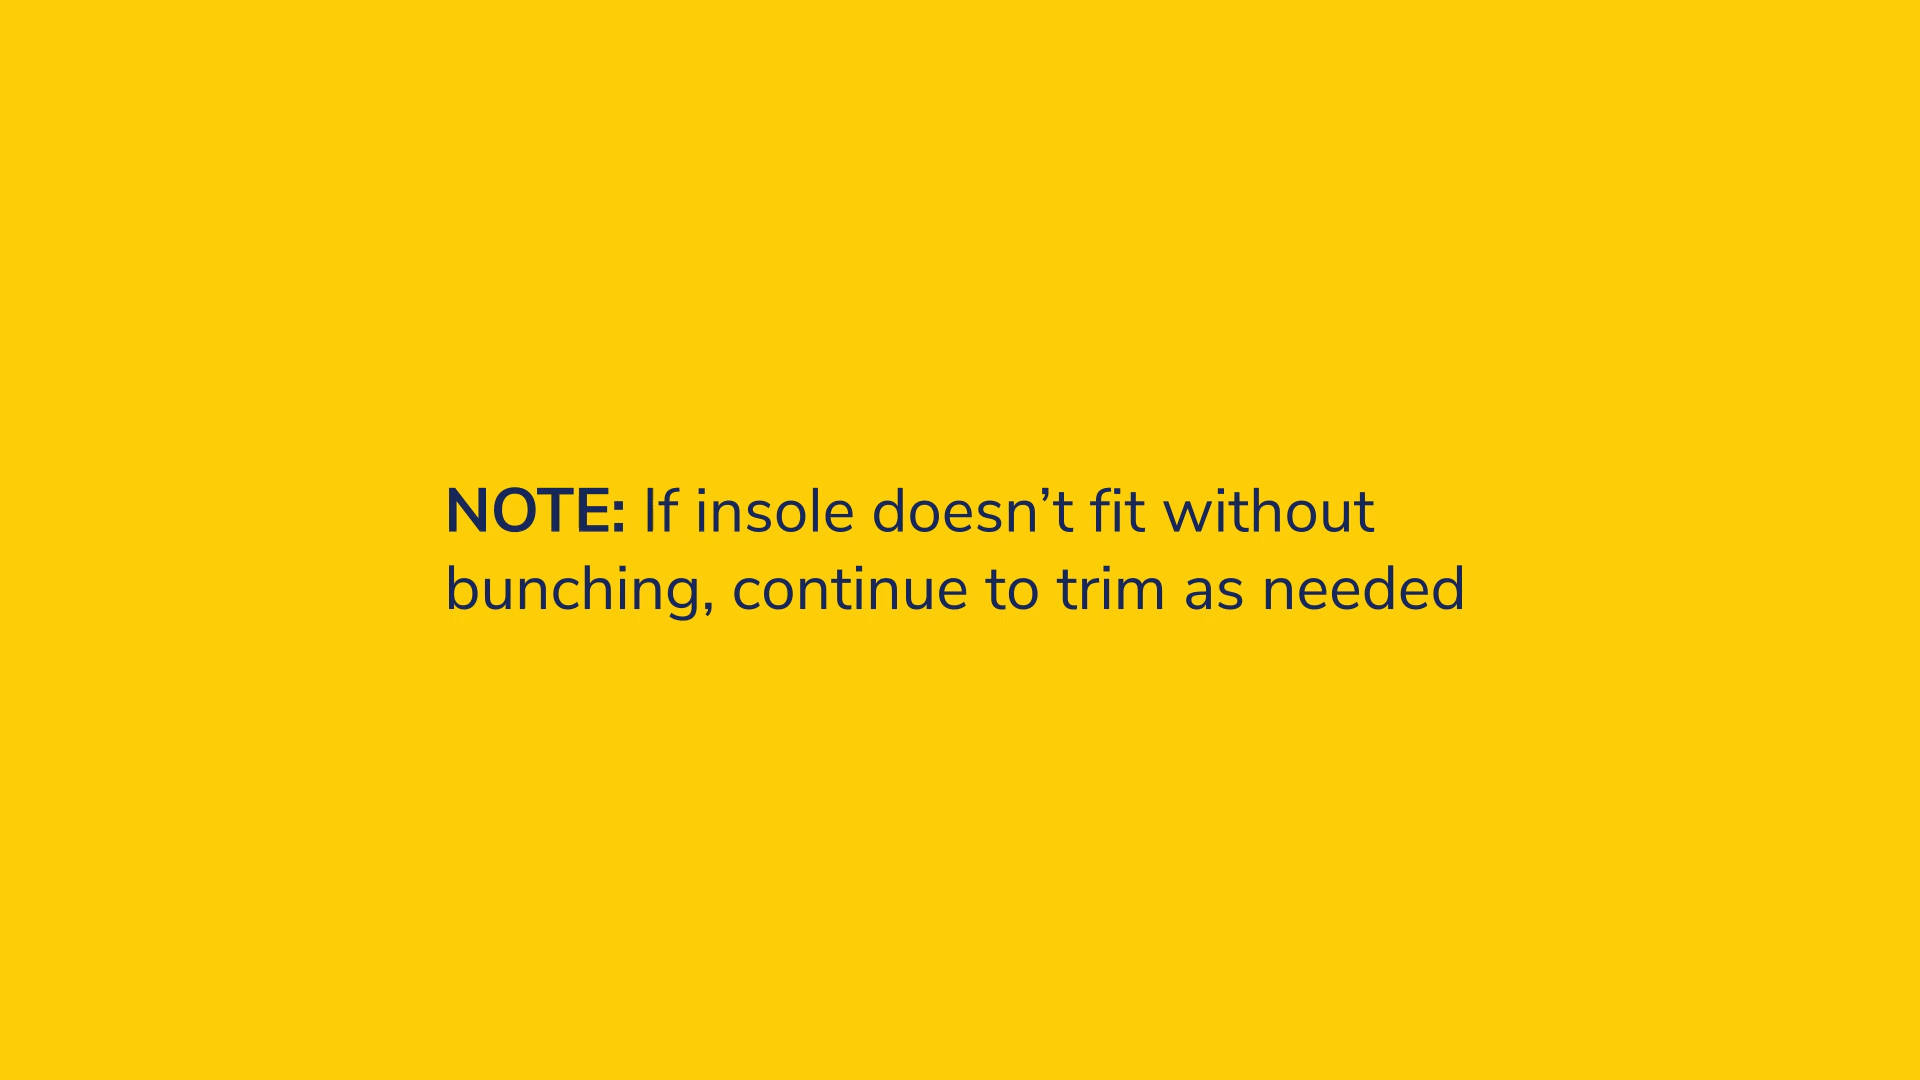 NOTE: If insole doesn’t fit without
bunching, continue to trim as needed